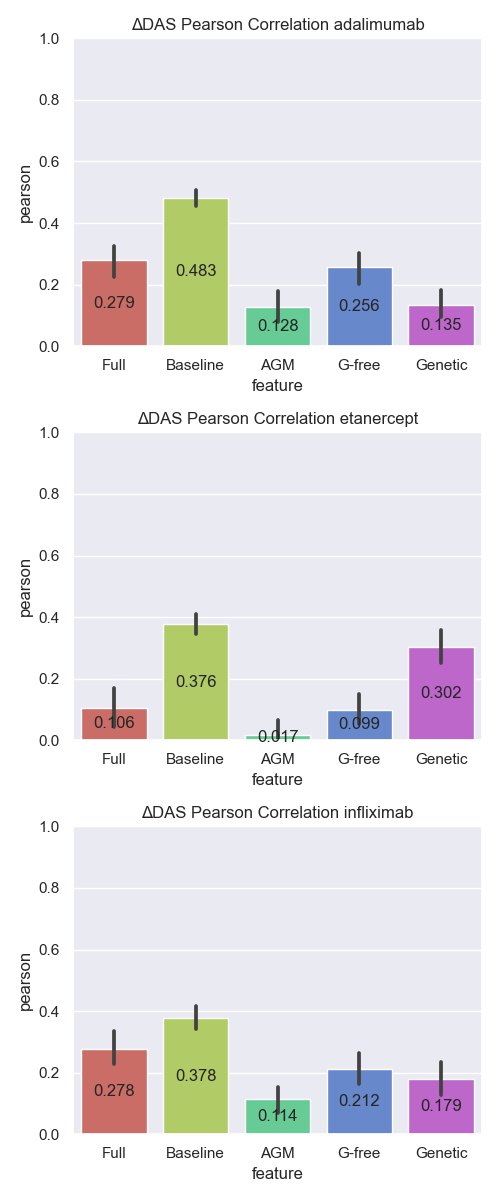 ΔDAS Pearson Correlation adalimumab
1.0
0.8
0.6
0.4
0.2
0.0
pearson
0.279
0.483
0.128
0.256
0.135
Full Baseline AGM G-free Genetic
feature
ΔDAS Pearson Correlation etanercept
1.0
0.8
0.6
0.4
0.2
0.0
pearson
0.106
0.376
0.017
0.099
0.302
Full Baseline AGM G-free Genetic
feature
ΔDAS Pearson Correlation infliximab
1.0
0.8
0.6
0.4
0.2
0.0
pearson
0.278
0.378
0.114
0.212
0.179
Full Baseline AGM G-free Genetic
feature